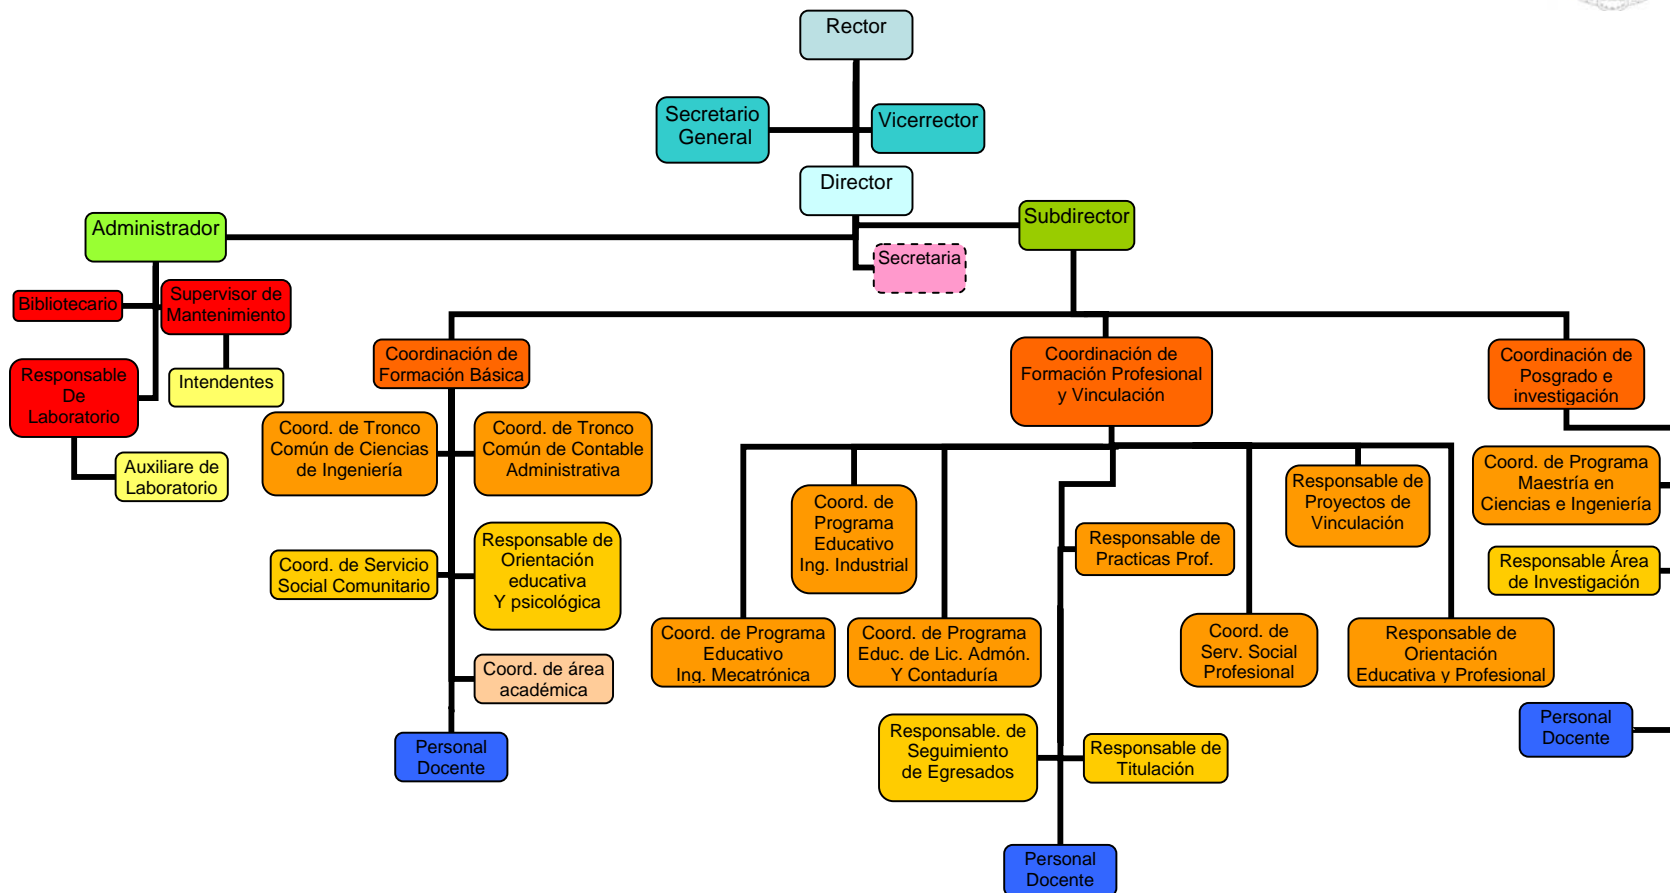 Rector
Secretario
General
Vicerrector
Director
Subdirector
Administrador
Secretaria
Bibliotecario
Supervisor de
Mantenimiento
Intendentes
Responsable
De
Laboratorio
Auxiliare de
Laboratorio
Coordinación de
Formación Básica
Coord. de Tronco
Común de Ciencias
de Ingeniería
Coord. de Tronco
Común de Contable
Administrativa
Coord. de Servicio
Social Comunitario
Responsable de
Orientación
educativa
Y psicológica
Coord. de área
académica
Personal
Docente
Coordinación de
Formación Profesional
y Vinculación
Coord. de
Programa
Educativo
Ing. Industrial
Responsable de
Proyectos de
Vinculación
Responsable de
Practicas Prof.
Coord. de Programa
Educativo
Ing. Mecatrónica
Coord. de Programa
Educ. de Lic. Admón.
Y Contaduría
Coord. de
Serv. Social
Profesional
Responsable de
Orientación
Educativa y Profesional
Responsable. de
Seguimiento
de Egresados
Responsable de
Titulación
Personal
Docente
Coordinación de
Posgrado e
investigación
Coord. de Programa
Maestría en
Ciencias e Ingeniería
Responsable Área
de Investigación
Personal
Docente